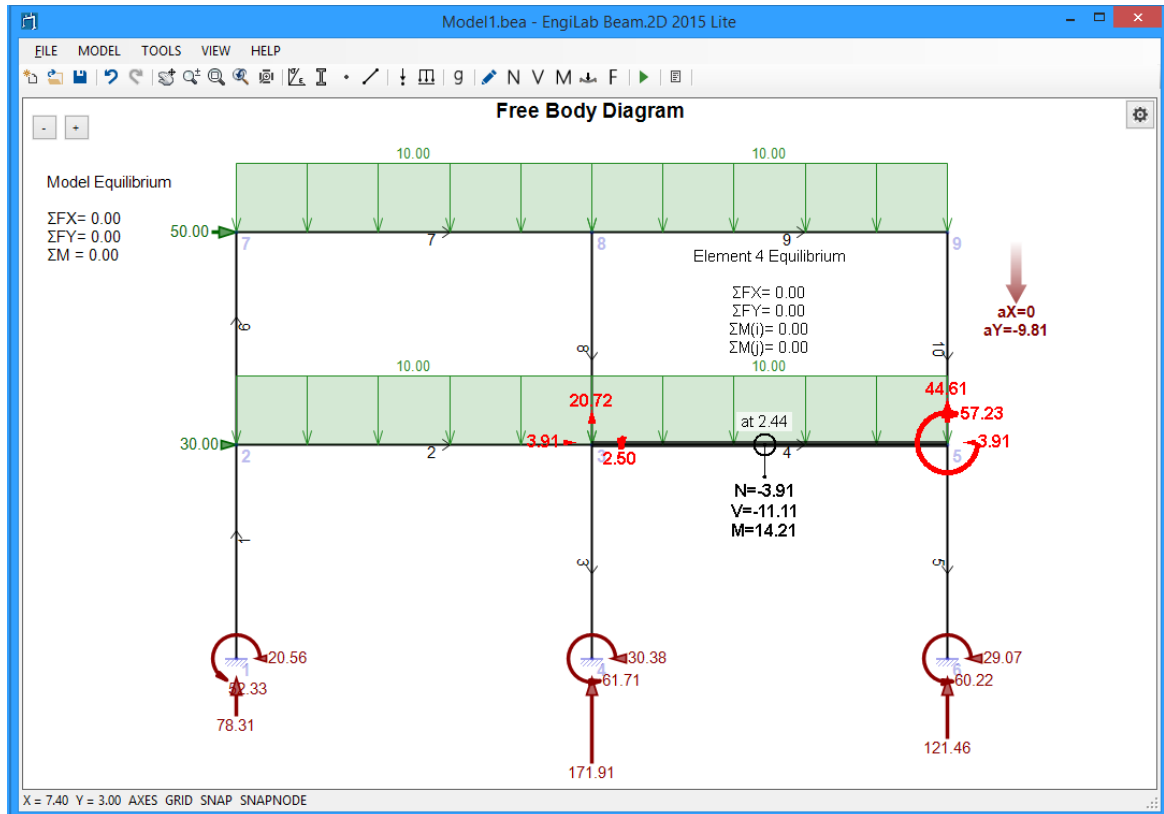 Model1.bea - EngiLab Beam.2D 2015 Lite
FILE MODEL TOOLS VIEW HELP
g N V M F
Free Body Diagram
- +
10.00 10.00
Model Equilibrium
ΣFX= 0.00
ΣFY= 0.00
ΣM = 0.00
50.00
7 7 8 9 9
Element 4 Equilibrium
ΣFX= 0.00
ΣFY= 0.00
ΣM(i)= 0.00
ΣM(j)= 0.00
aX=0
aY=-9.81
6 8 10
10.00 10.00
20.72 44.61
57.23
at 2.44
30.00 3.91 3.91
2 2 3 2.50 4 5
N=-3.91
V=-11.11
M=14.21
1 3 5
20.56 30.38 29.07
1 4 6
52.33 61.71 60.22
78.31 171.91 121.46
X = 7.40 Y = 3.00 AXES GRID SNAP SNAPNODE